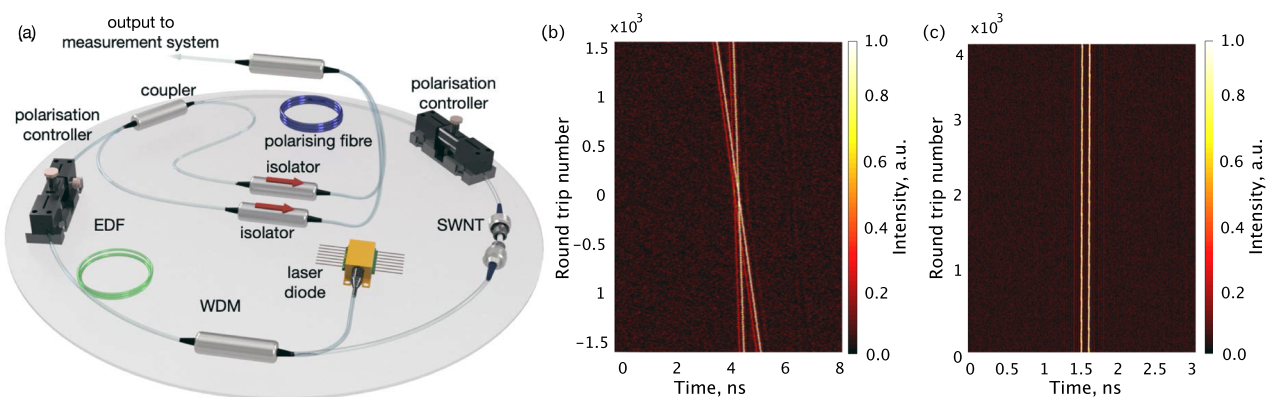 (a)
output to
measurement system
coupler
polarisation
controller
polarising fibre
polarisation
controller
isolator
isolator
EDF
SWNT
laser
diode
WDM
(b)
x10³
1.5
1
0.5
0
−0.5
1
−1.5
Round trip number
0
2
4
6
8
Time, ns
1.0
0.8
0.6
0.4
0.2
0.0
Intensity, a.u.
(c)
x10³
4
3
2
1
0
Round trip number
0
0.5
1
1.5
2
2.5
3
Time, ns
1.0
0.8
0.6
0.4
0.2
0.0
Intensity, a.u.